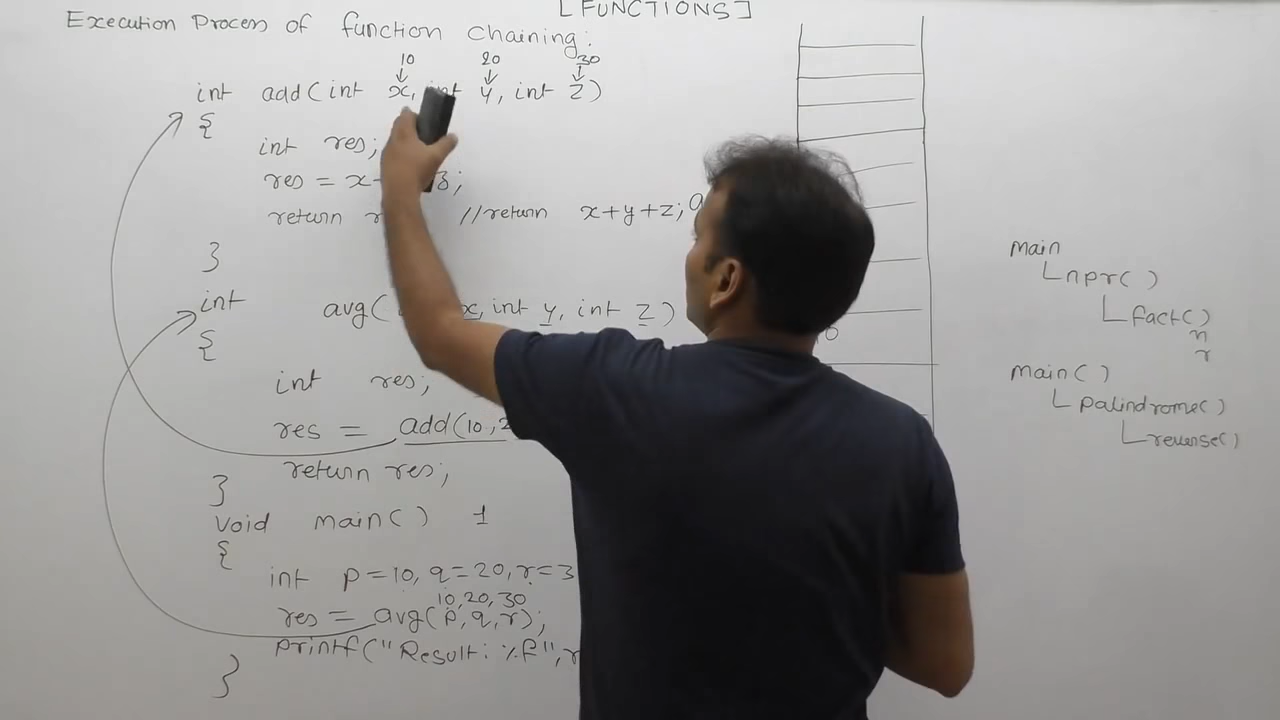 [FUNCTIONS]
Execution Process of function chaining:
10 20 30
int add(int x, int y, int z)
{
int res;
res = x+
return //return x+y+z;
}
int avg( x, int y, int z)
{
int res;
res = add(10,2
return res;
}
void main() 1
{
int p=10, q=20, r=3
10,20,30
res = avg(p,q,r);
printf("Result: %f",r
}
main
npr()
fact()
n
r
main()
palindrome()
reverse()